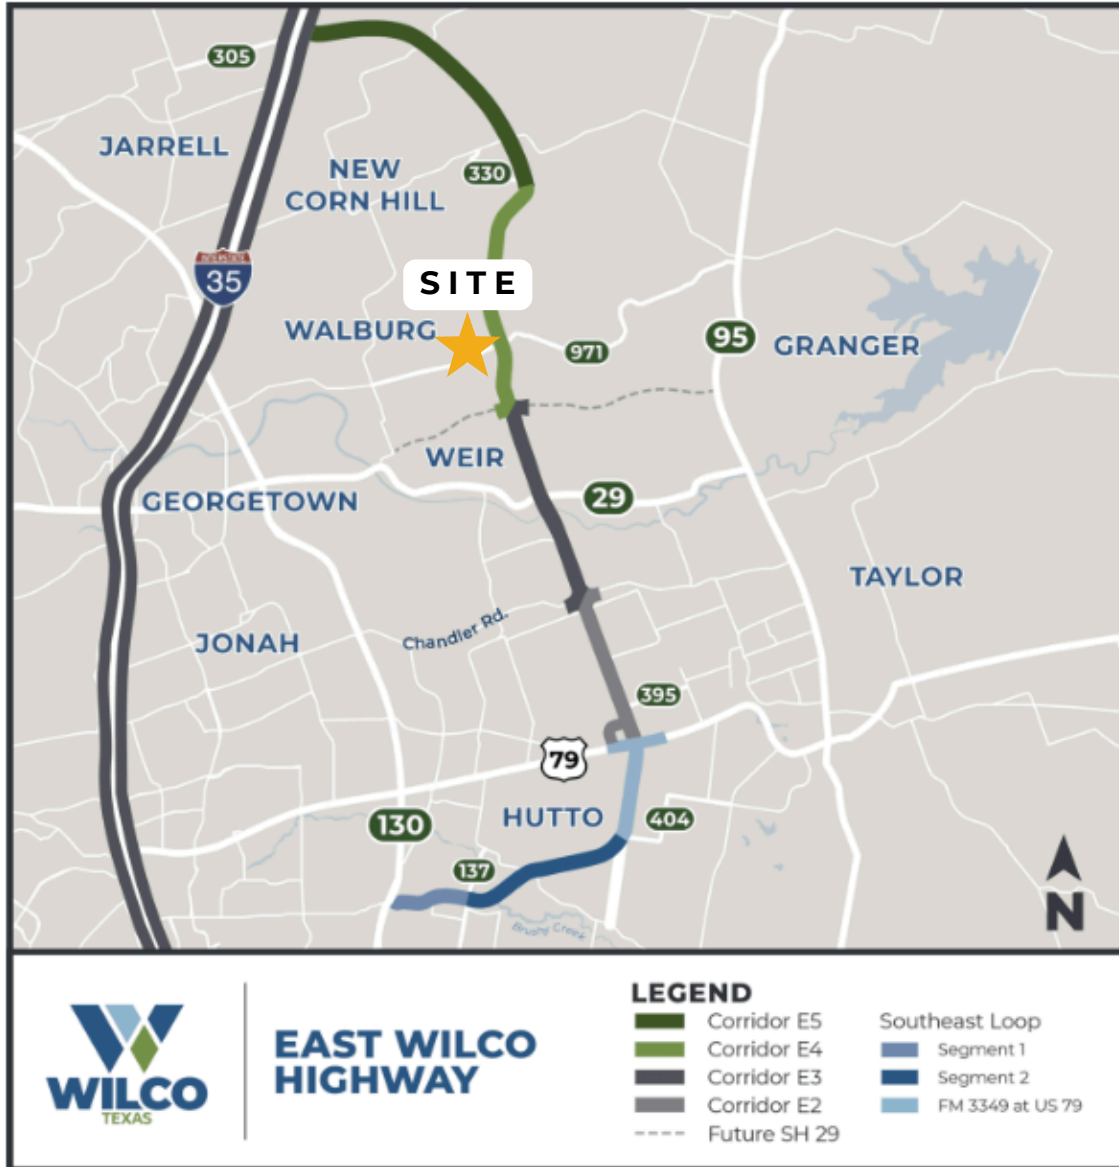 305
JARRELL
NEW
CORN HILL
330
INTERSTATE
35
SITE
WALBURG
971
95
GRANGER
WEIR
29
GEORGETOWN
TAYLOR
Chandler Rd.
JONAH
395
79
HUTTO
404
130
137
Brushy Creek
N
WILCO
TEXAS
EAST WILCO
HIGHWAY
LEGEND
Corridor E5
Corridor E4
Corridor E3
Corridor E2
Future SH 29
Southeast Loop
Segment 1
Segment 2
FM 3349 at US 79